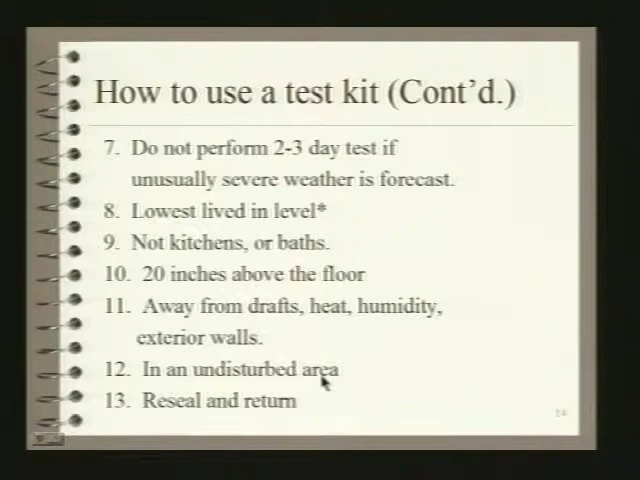 How to use a test kit (Cont'd.)
7. Do not perform 2-3 day test if
unusually severe weather is forecast.
8. Lowest lived in level*
9. Not kitchens, or baths.
10. 20 inches above the floor
11. Away from drafts, heat, humidity,
exterior walls.
12. In an undisturbed area
13. Reseal and return